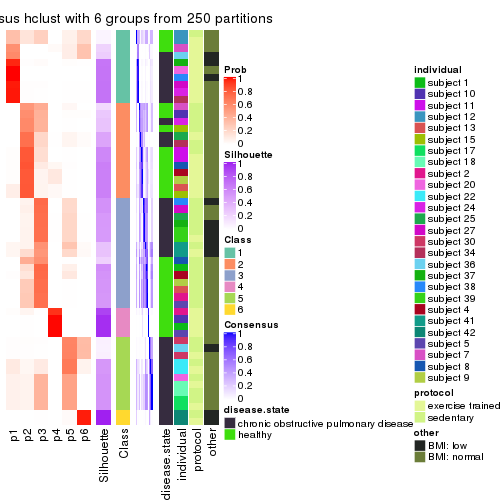 sus hclust with 6 groups from 250 partitions
p1
p2
p3
p4
p5
p6
Silhouette
Class
disease.state
individual
protocol
other
Prob
1
0.8
0.6
0.4
0.2
0
Silhouette
1
0.8
0.6
0.4
0.2
0
Class
1
2
3
4
5
6
Consensus
1
0.8
0.6
0.4
0.2
0
disease.state
chronic obstructive pulmonary disease
healthy
individual
subject 1
subject 10
subject 11
subject 12
subject 13
subject 15
subject 17
subject 18
subject 2
subject 20
subject 22
subject 24
subject 25
subject 27
subject 30
subject 34
subject 36
subject 37
subject 38
subject 39
subject 4
subject 41
subject 42
subject 5
subject 7
subject 8
subject 9
protocol
exercise trained
sedentary
other
BMI: low
BMI: normal